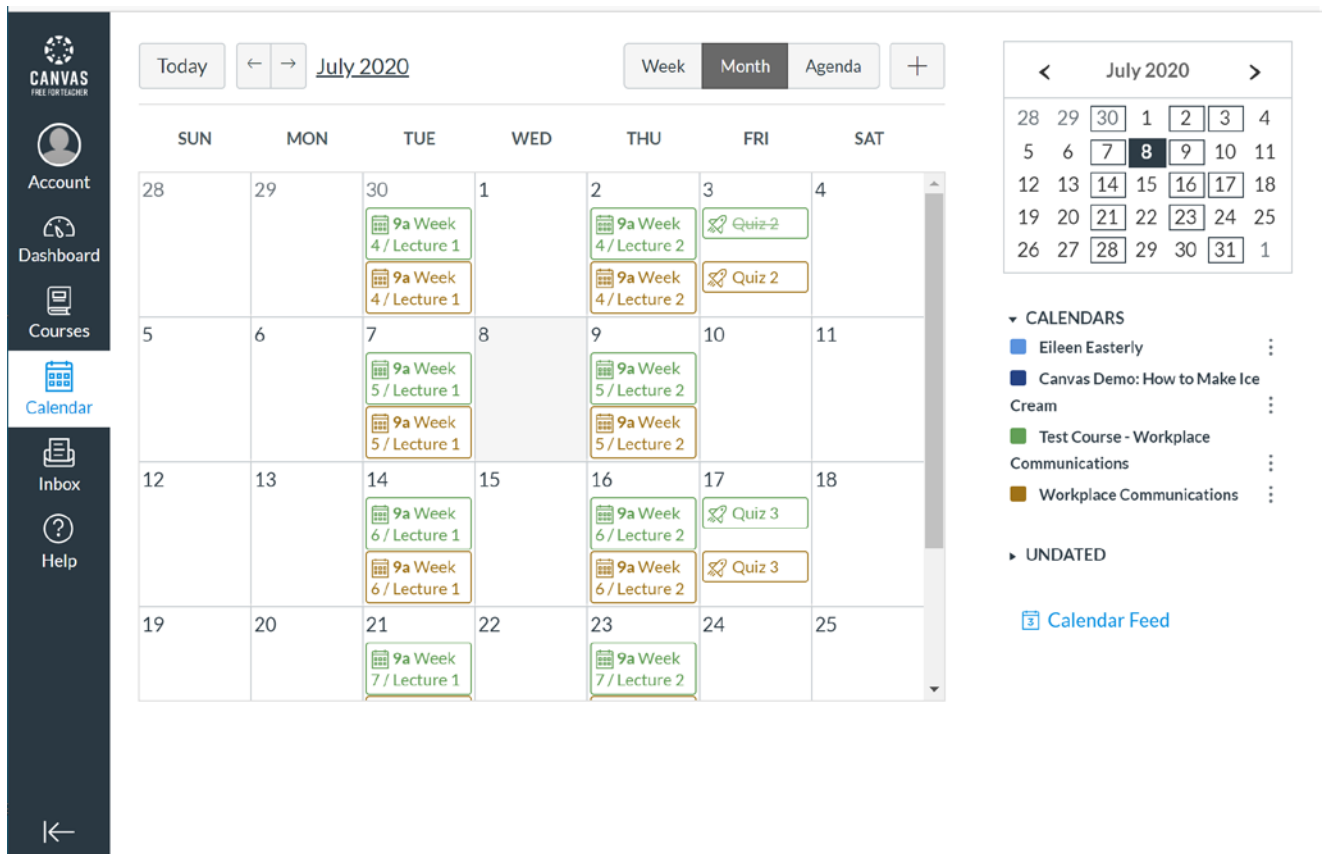 CANVAS
FREE FOR TEACHER
Account
Dashboard
Courses
Calendar
Inbox
Help
Today ← → July 2020 Week Month Agenda +
SUN MON TUE WED THU FRI SAT
28 29 30 1 2 3 4
9a Week 9a Week Quiz 2
4 / Lecture 1 4 / Lecture 2
9a Week 9a Week Quiz 2
4 / Lecture 1 4 / Lecture 2
5 6 7 8 9 10 11
9a Week 9a Week
5 / Lecture 1 5 / Lecture 2
9a Week 9a Week
5 / Lecture 1 5 / Lecture 2
12 13 14 15 16 17 18
9a Week 9a Week Quiz 3
6 / Lecture 1 6 / Lecture 2
9a Week 9a Week Quiz 3
6 / Lecture 1 6 / Lecture 2
19 20 21 22 23 24 25
9a Week 9a Week
7 / Lecture 1 7 / Lecture 2
July 2020
28 29 30 1 2 3 4
5 6 7 8 9 10 11
12 13 14 15 16 17 18
19 20 21 22 23 24 25
26 27 28 29 30 31 1
CALENDARS
Eileen Easterly
Canvas Demo: How to Make Ice
Cream
Test Course - Workplace
Communications
Workplace Communications
UNDATED
3 Calendar Feed